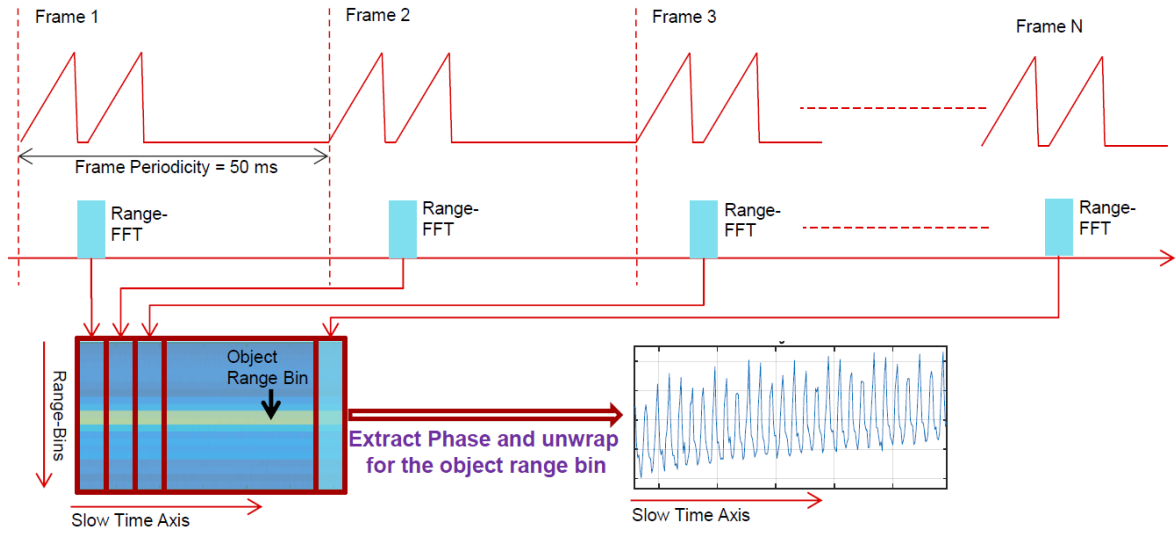 Frame 1
Frame 2
Frame 3
Frame N
Frame Periodicity = 50 ms
Range-
FFT
Range-
FFT
Range-
FFT
Range-
FFT
Range-Bins
Object
Range Bin
Extract Phase and unwrap
for the object range bin
Slow Time Axis
Slow Time Axis